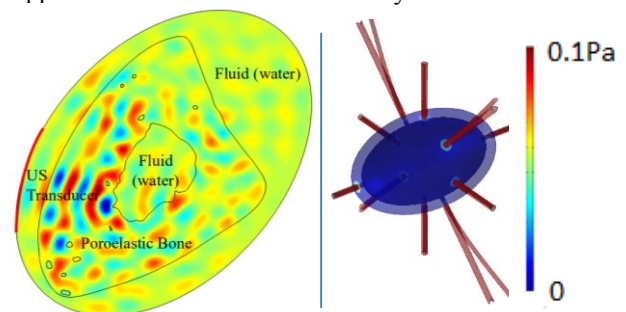 Fluid (water)
Fluid
(water)
US
Transducer
Poroelastic Bone
0.1Pa
0